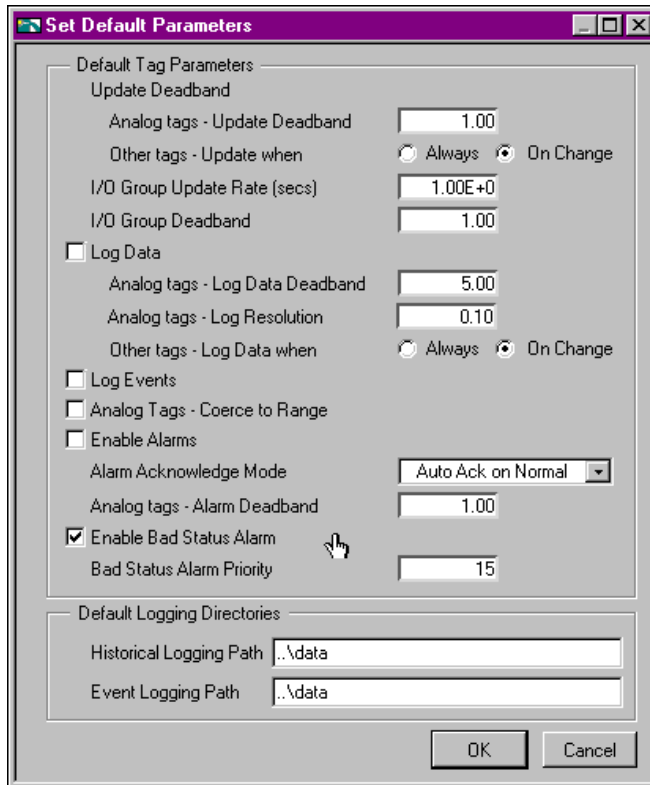 Set Default Parameters
Default Tag Parameters
Update Deadband
Analog tags - Update Deadband 1.00
Other tags - Update when Always On Change
I/O Group Update Rate (secs) 1.00E+0
I/O Group Deadband 1.00
Log Data
Analog tags - Log Data Deadband 5.00
Analog tags - Log Resolution 0.10
Other tags - Log Data when Always On Change
Log Events
Analog Tags - Coerce to Range
Enable Alarms
Alarm Acknowledge Mode Auto Ack on Normal
Analog tags - Alarm Deadband 1.00
Enable Bad Status Alarm
Bad Status Alarm Priority 15
Default Logging Directories
Historical Logging Path ..\data
Event Logging Path ..\data
OK Cancel